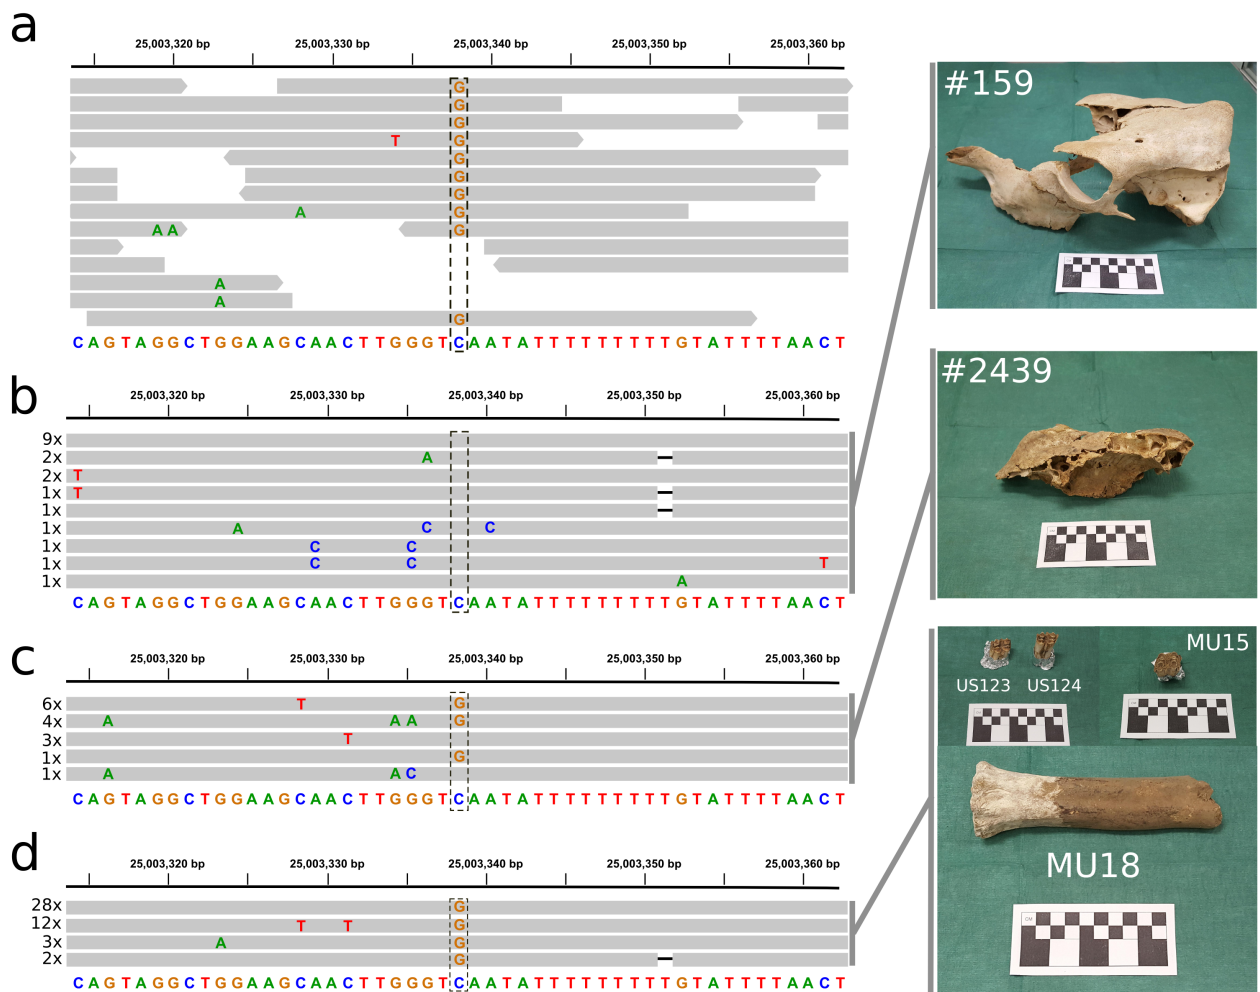 a
25,003,320 bp 25,003,330 bp 25,003,340 bp 25,003,350 bp 25,003,360 bp
G
G
G
T G
G
G
G
A G
A A G
A
A
G
C A G T A G G C T G G A A G C A A C T T G G G T C A A T A T T T T T T T T T G T A T T T T A A C T
b
25,003,320 bp 25,003,330 bp 25,003,340 bp 25,003,350 bp 25,003,360 bp
9x
2x A
2x T
1x T
1x
1x A C C
1x C C
1x C C T
1x A
C A G T A G G C T G G A A G C A A C T T G G G T C A A T A T T T T T T T T T G T A T T T T A A C T
c
25,003,320 bp 25,003,330 bp 25,003,340 bp 25,003,350 bp 25,003,360 bp
6x T G
4x A A A G
3x T
1x G
1x A A C
C A G T A G G C T G G A A G C A A C T T G G G T C A A T A T T T T T T T T T G T A T T T T A A C T
d
25,003,320 bp 25,003,330 bp 25,003,340 bp 25,003,350 bp 25,003,360 bp
28x G
12x T T G
3x A G
2x G
C A G T A G G C T G G A A G C A A C T T G G G T C A A T A T T T T T T T T T G T A T T T T A A C T
#159
#2439
MU15
US123 US124
MU18
CM